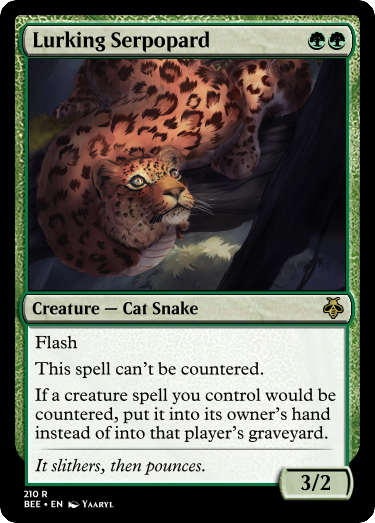 Lurking Serpopard
Creature — Cat Snake
Flash
This spell can't be countered.
If a creature spell you control would be
countered, put it into its owner's hand
instead of into that player's graveyard.
It slithers, then pounces.
3/2
210 R
BEE • EN Yaaryl